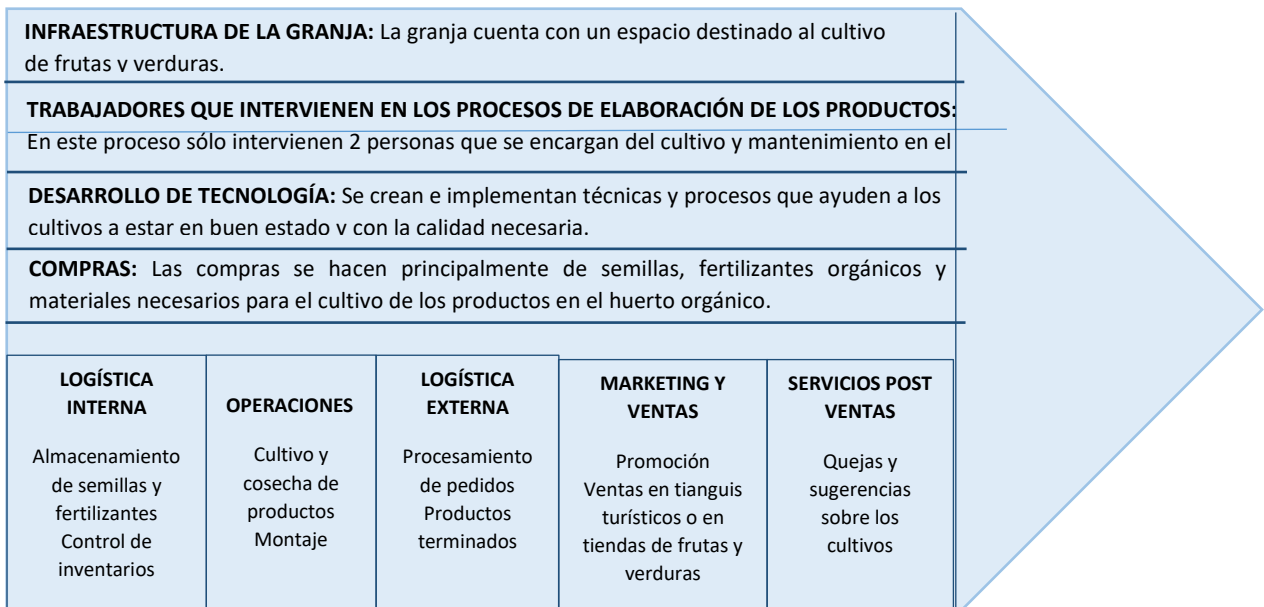 INFRAESTRUCTURA DE LA GRANJA: La granja cuenta con un espacio destinado al cultivo
de frutas y verduras.
TRABAJADORES QUE INTERVIENEN EN LOS PROCESOS DE ELABORACIÓN DE LOS PRODUCTOS:
En este proceso sólo intervienen 2 personas que se encargan del cultivo y mantenimiento en el
DESARROLLO DE TECNOLOGÍA: Se crean e implementan técnicas y procesos que ayuden a los
cultivos a estar en buen estado y con la calidad necesaria.
COMPRAS: Las compras se hacen principalmente de semillas, fertilizantes orgánicos y
materiales necesarios para el cultivo de los productos en el huerto orgánico.
LOGÍSTICA
INTERNA
Almacenamiento
de semillas y
fertilizantes
Control de
inventarios
OPERACIONES
Cultivo y
cosecha de
productos
Montaje
LOGÍSTICA
EXTERNA
Procesamiento
de pedidos
Productos
terminados
MARKETING Y
VENTAS
Promoción
Ventas en tianguis
turísticos o en
tiendas de frutas y
verduras
SERVICIOS POST
VENTAS
Quejas y
sugerencias
sobre los
cultivos